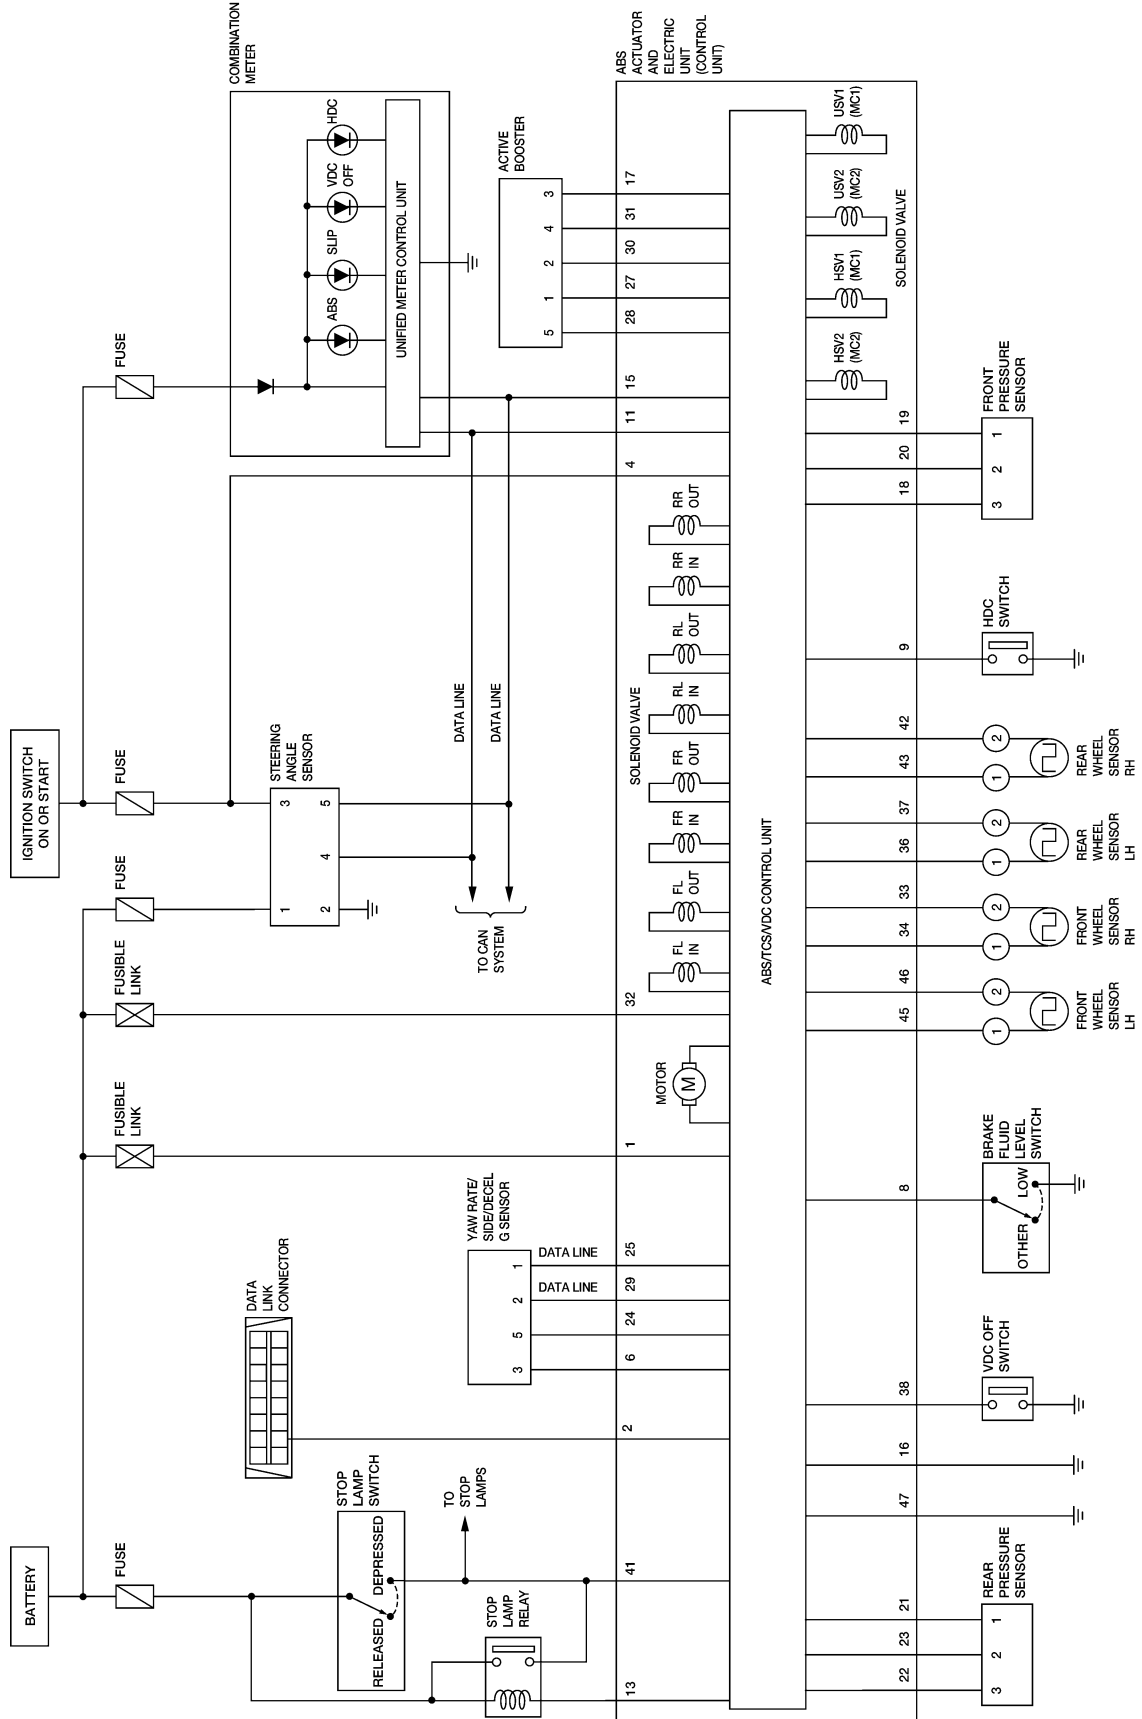 BATTERY
IGNITION SWITCH
ON OR START
FUSE
FUSIBLE
LINK
FUSIBLE
LINK
FUSE
FUSE
FUSE
COMBINATION
METER
ABS
SLIP
VDC
OFF
HDC
UNIFIED METER CONTROL UNIT
STOP
LAMP
SWITCH
RELEASED
DEPRESSED
TO
STOP
LAMPS
STOP
LAMP
RELAY
DATA
LINK
CONNECTOR
YAW RATE/
SIDE/DECEL
G SENSOR
3
5
2
1
DATA LINE
DATA LINE
STEERING
ANGLE
SENSOR
1
3
2
4
5
DATA LINE
DATA LINE
TO CAN
SYSTEM
ACTIVE
BOOSTER
5
1
2
4
3
ABS
ACTUATOR
AND
ELECTRIC
UNIT
(CONTROL
UNIT)
13
41
2
6
24
29
25
1
32
4
11
15
28
27
30
31
17
MOTOR
M
SOLENOID VALVE
FL
IN
FL
OUT
FR
IN
FR
OUT
RL
IN
RL
OUT
RR
IN
RR
OUT
ABS/TCS/VDC CONTROL UNIT
HSV2
(MC2)
HSV1
(MC1)
USV2
(MC2)
USV1
(MC1)
SOLENOID VALVE
22
23
21
47
16
38
8
45
46
34
33
36
37
43
42
9
18
20
19
3
2
1
REAR
PRESSURE
SENSOR
VDC OFF
SWITCH
OTHER
LOW
BRAKE
FLUID
LEVEL
SWITCH
1
2
FRONT
WHEEL
SENSOR
LH
1
2
FRONT
WHEEL
SENSOR
RH
1
2
REAR
WHEEL
SENSOR
LH
1
2
REAR
WHEEL
SENSOR
RH
HDC
SWITCH
3
2
1
FRONT
PRESSURE
SENSOR